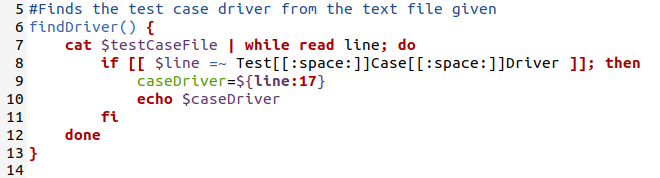 5 #Finds the test case driver from the text file given
6 findDriver() {
7     cat $testCaseFile | while read line; do
8         if [[ $line =~ Test[[:space:]]Case[[:space:]]Driver ]]; then
9             caseDriver=${line:17}
10             echo $caseDriver
11         fi
12     done
13 }
14